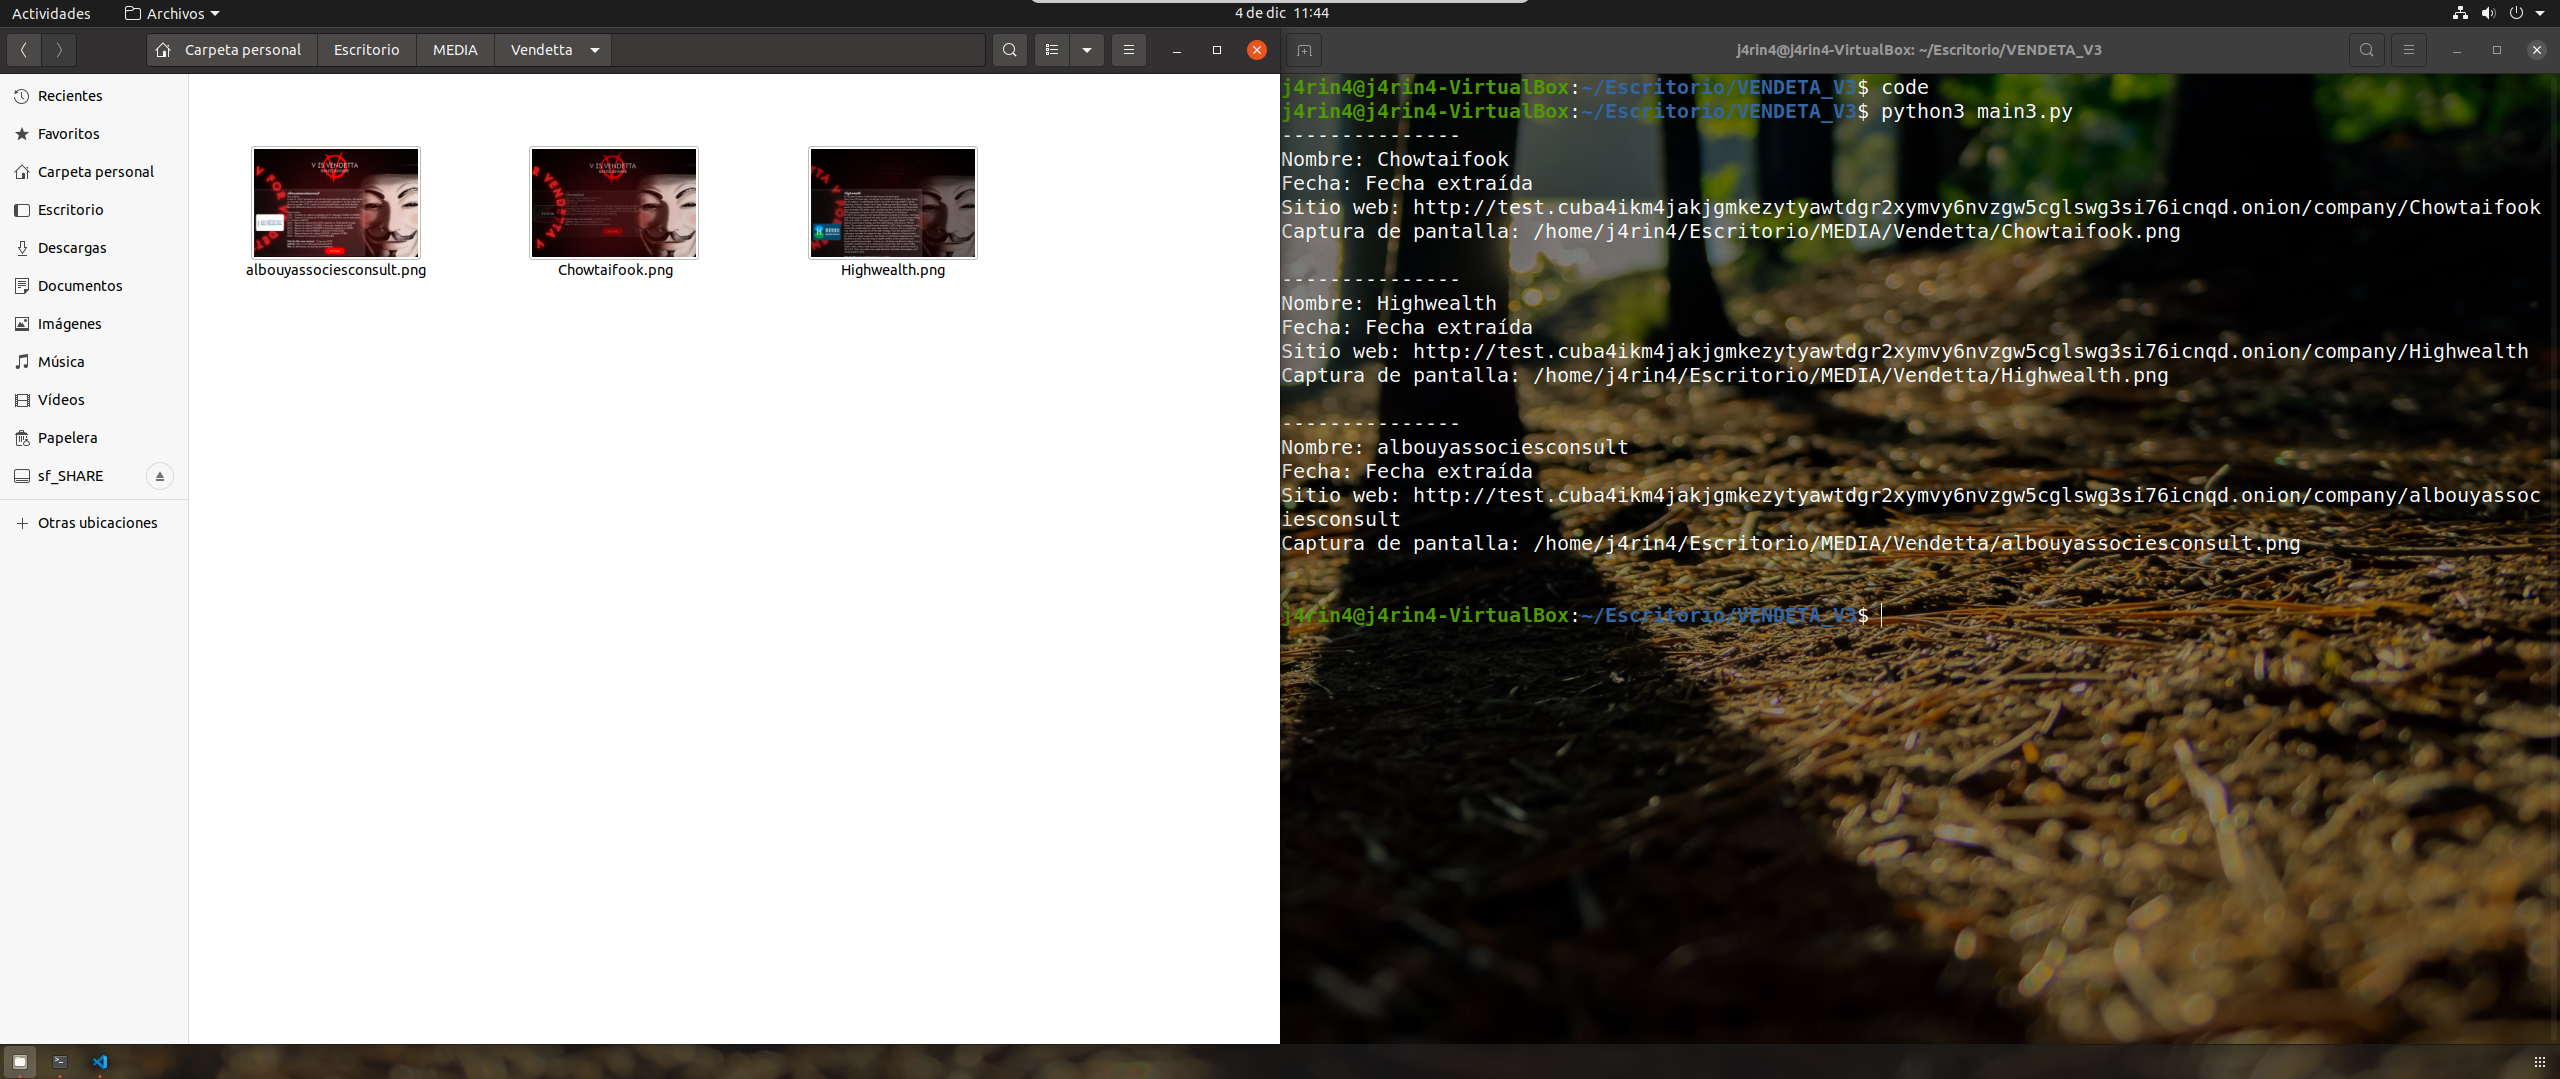 Actividades
Archivos
4 de dic 11:44
Carpeta personal
Escritorio
MEDIA
Vendetta
j4rin4@j4rin4-VirtualBox: ~/Escritorio/VENDETA_V3
Recientes
Favoritos
Carpeta personal
Escritorio
Descargas
Documentos
Imágenes
Música
Vídeos
Papelera
sf_SHARE
Otras ubicaciones
V IS VENDETTA
V IS VENDETTA
albouyassociesconsult.png
Chowtaifook.png
Highwealth.png
j4rin4@j4rin4-VirtualBox:~/Escritorio/VENDETA_V3$ code
j4rin4@j4rin4-VirtualBox:~/Escritorio/VENDETA_V3$ python3 main3.py
---------------
Nombre: Chowtaifook
Fecha: Fecha extraída
Sitio web: http://test.cuba4ikm4jakjgmkezytyawtdgr2xymvy6nvzgw5cglswg3si76icnqd.onion/company/Chowtaifook
Captura de pantalla: /home/j4rin4/Escritorio/MEDIA/Vendetta/Chowtaifook.png
---------------
Nombre: Highwealth
Fecha: Fecha extraída
Sitio web: http://test.cuba4ikm4jakjgmkezytyawtdgr2xymvy6nvzgw5cglswg3si76icnqd.onion/company/Highwealth
Captura de pantalla: /home/j4rin4/Escritorio/MEDIA/Vendetta/Highwealth.png
---------------
Nombre: albouyassociesconsult
Fecha: Fecha extraída
Sitio web: http://test.cuba4ikm4jakjgmkezytyawtdgr2xymvy6nvzgw5cglswg3si76icnqd.onion/company/albouyassoc
iesconsult
Captura de pantalla: /home/j4rin4/Escritorio/MEDIA/Vendetta/albouyassociesconsult.png
j4rin4@j4rin4-VirtualBox:~/Escritorio/VENDETA_V3$